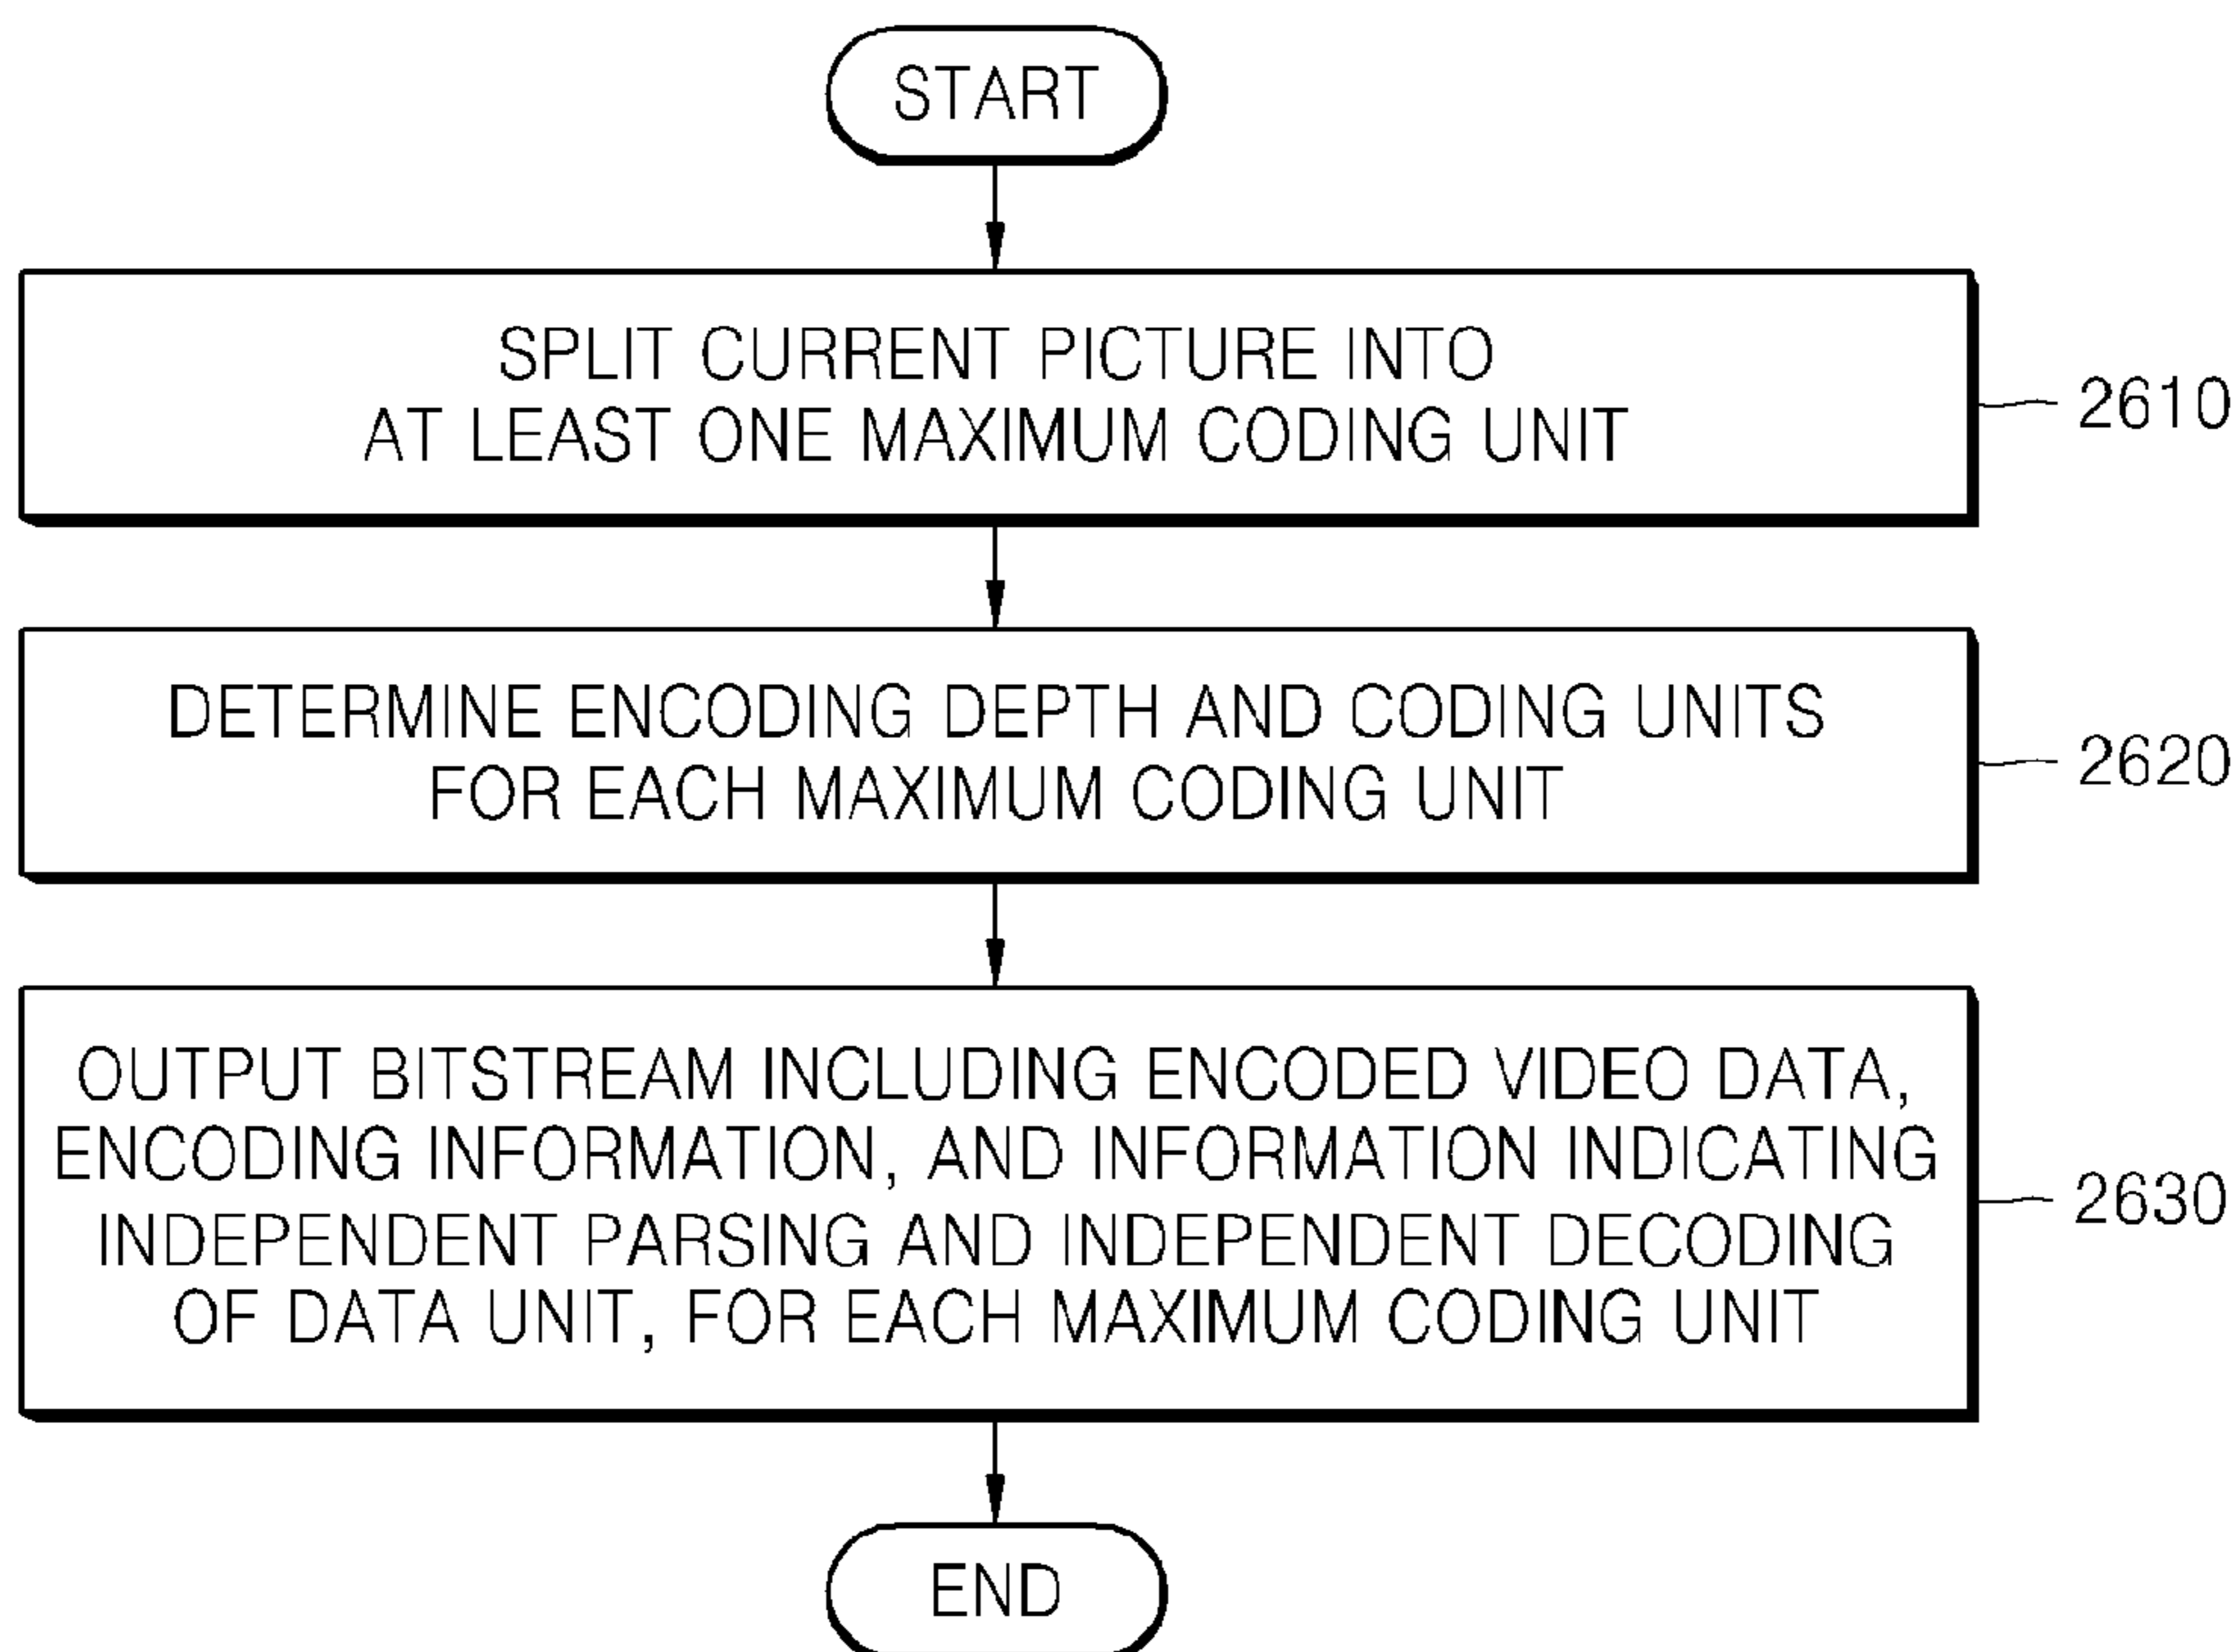 START
SPLIT CURRENT PICTURE INTO
AT LEAST ONE MAXIMUM CODING UNIT
2610
DETERMINE ENCODING DEPTH AND CODING UNITS
FOR EACH MAXIMUM CODING UNIT
2620
OUTPUT BITSTREAM INCLUDING ENCODED VIDEO DATA,
ENCODING INFORMATION, AND INFORMATION INDICATING
INDEPENDENT PARSING AND INDEPENDENT DECODING
OF DATA UNIT, FOR EACH MAXIMUM CODING UNIT
2630
END